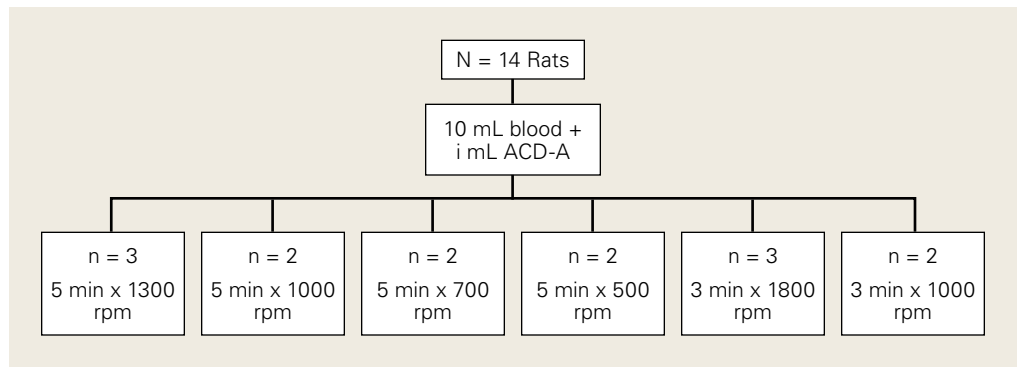 N = 14 Rats
10 mL blood +
i mL ACD-A
n = 3
5 min x 1300
rpm
n = 2
5 min x 1000
rpm
n = 2
5 min x 700
rpm
n = 2
5 min x 500
rpm
n = 3
3 min x 1800
rpm
n = 2
3 min x 1000
rpm